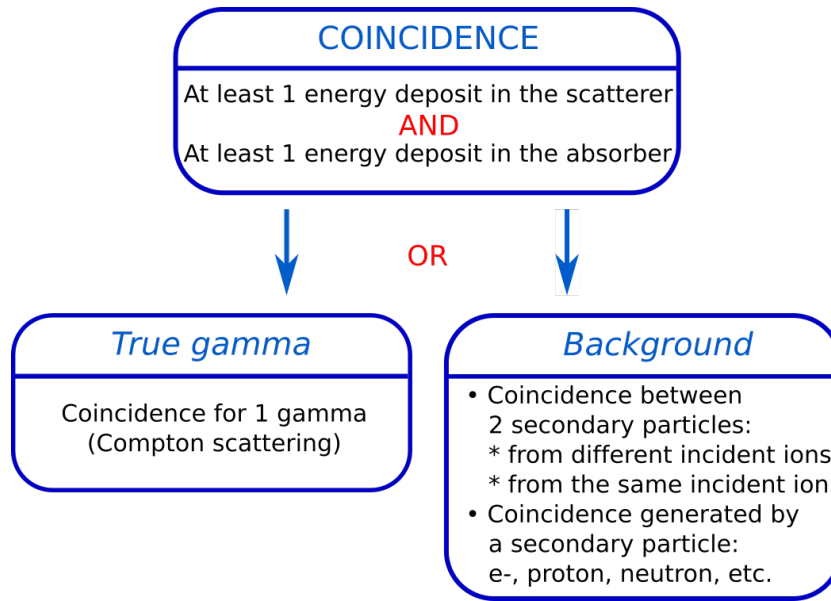 COINCIDENCE
At least 1 energy deposit in the scatterer
AND
At least 1 energy deposit in the absorber
OR
True gamma
Coincidence for 1 gamma
(Compton scattering)
Background
• Coincidence between
2 secondary particles:
* from different incident ions
* from the same incident ion
• Coincidence generated by
a secondary particle:
e-, proton, neutron, etc.